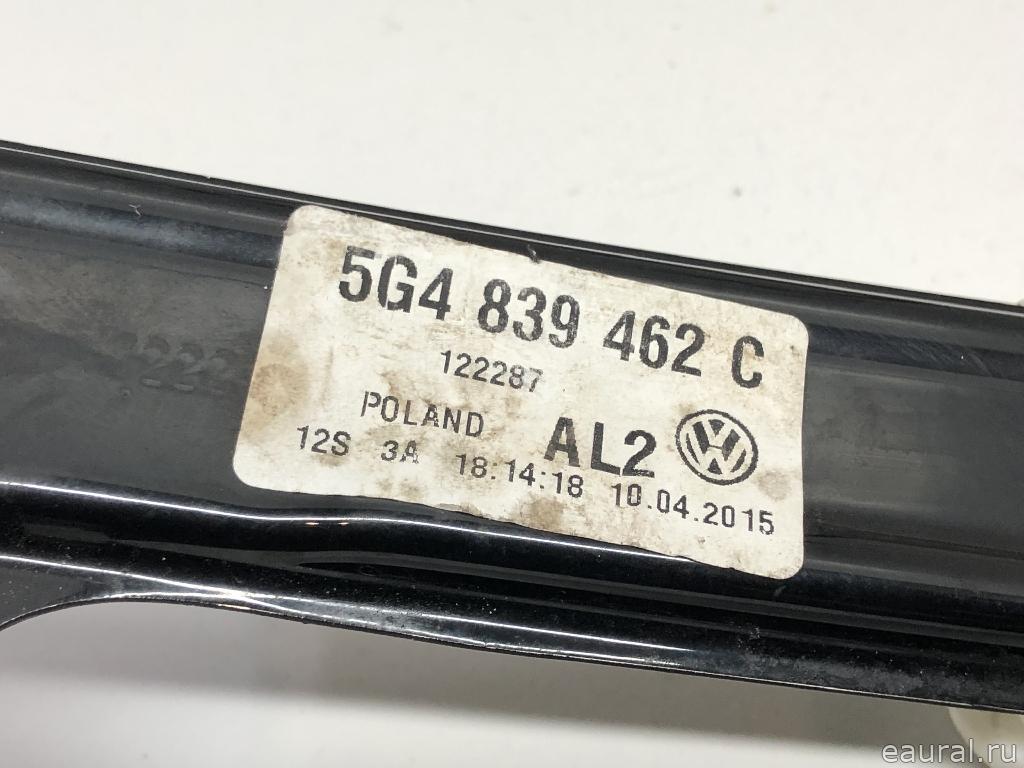 5G4 839 462 C
122287
POLAND AL2
12S 3A 18:14:18 10.04.2015
eaural.ru